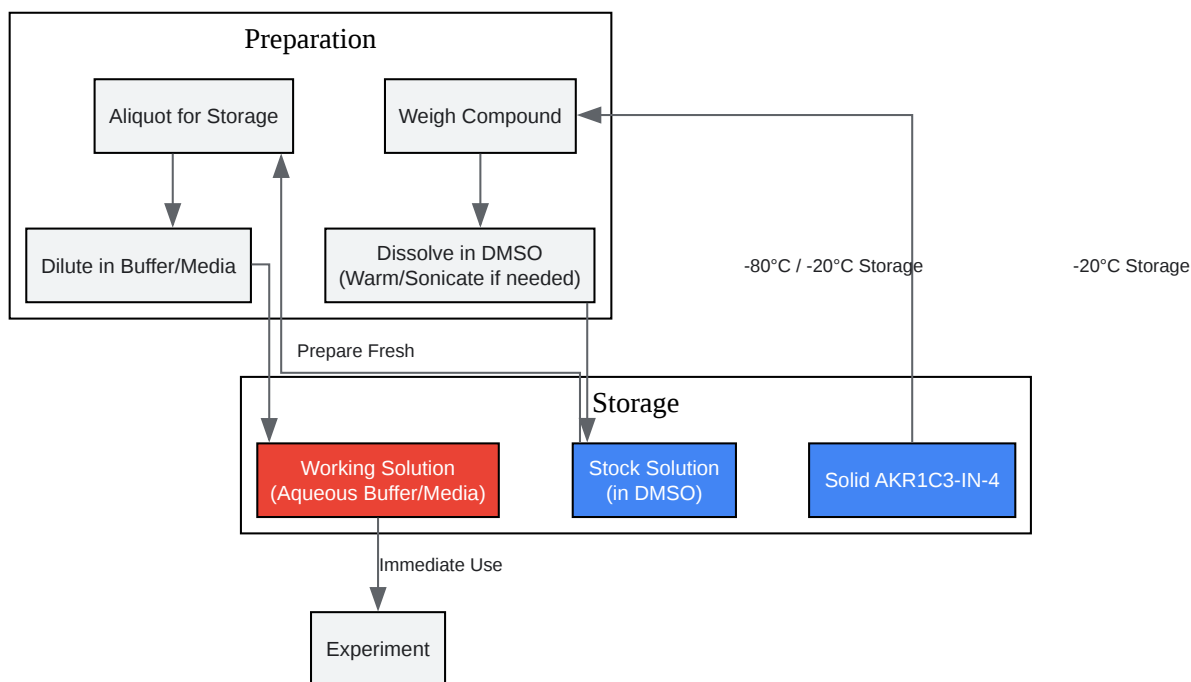 Preparation
Aliquot for Storage
Weigh Compound
Dilute in Buffer/Media
Dissolve in DMSO
(Warm/Sonicate if needed)
-80°C / -20°C Storage
-20°C Storage
Prepare Fresh
Storage
Working Solution
(Aqueous Buffer/Media)
Stock Solution
(in DMSO)
Solid AKR1C3-IN-4
Immediate Use
Experiment